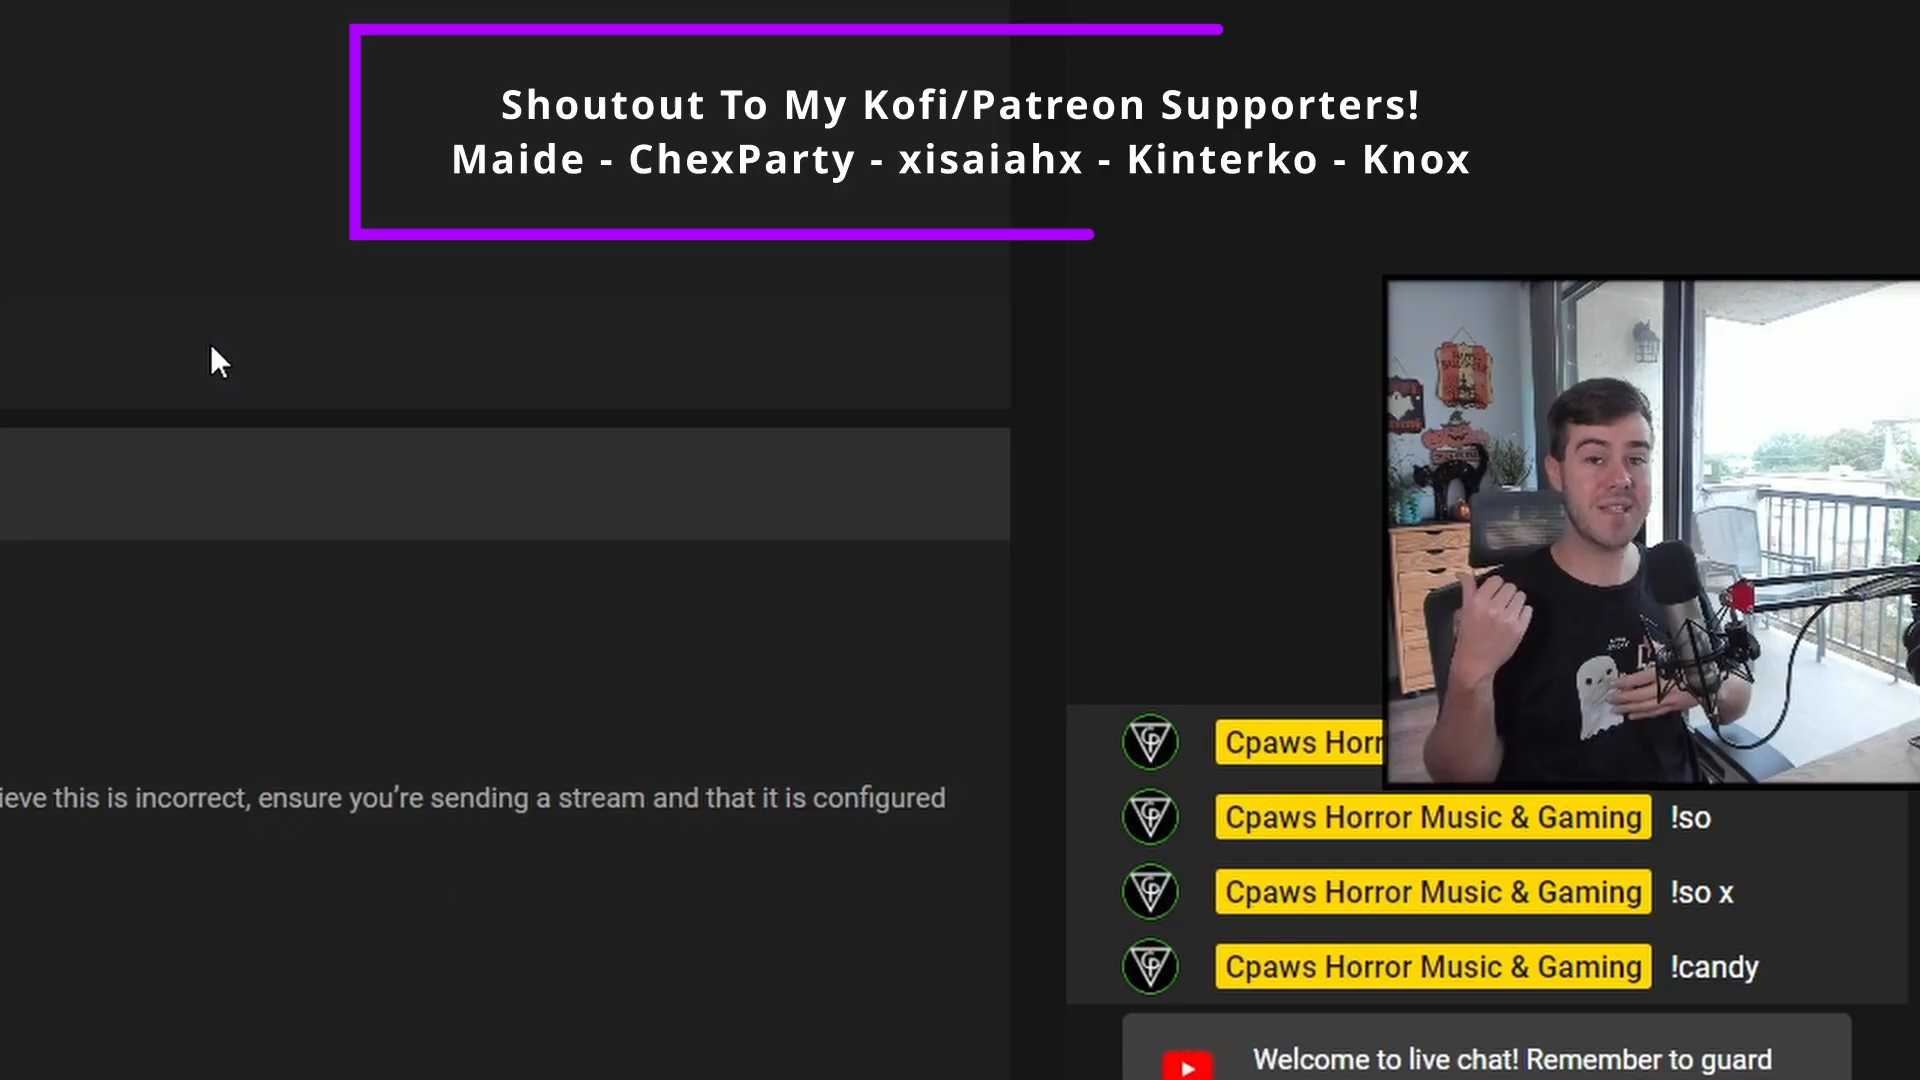 Shoutout To My Kofi/Patreon Supporters!
Maide - ChexParty - xisaiahx - Kinterko - Knox
ieve this is incorrect, ensure you're sending a stream and that it is configured
Cpaws Horr
Cpaws Horror Music & Gaming !so
Cpaws Horror Music & Gaming !so x
Cpaws Horror Music & Gaming !candy
Welcome to live chat! Remember to guard